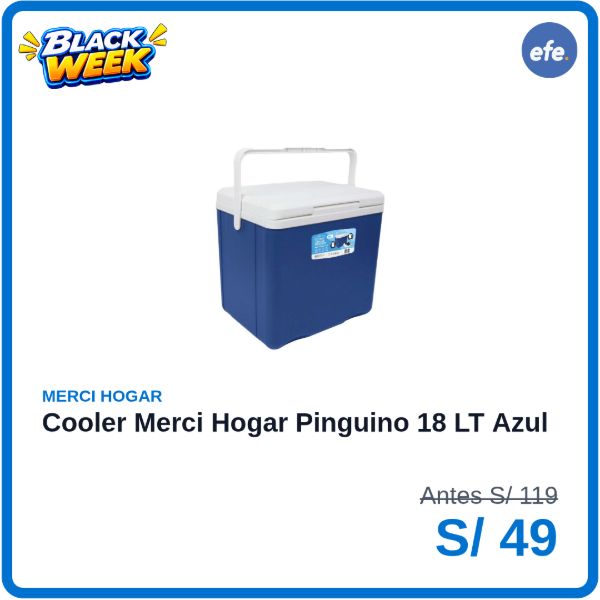 BLACK
WEEK
efe.
MERCI HOGAR
Cooler Merci Hogar Pinguino 18 LT Azul
Antes S/ 119
S/ 49